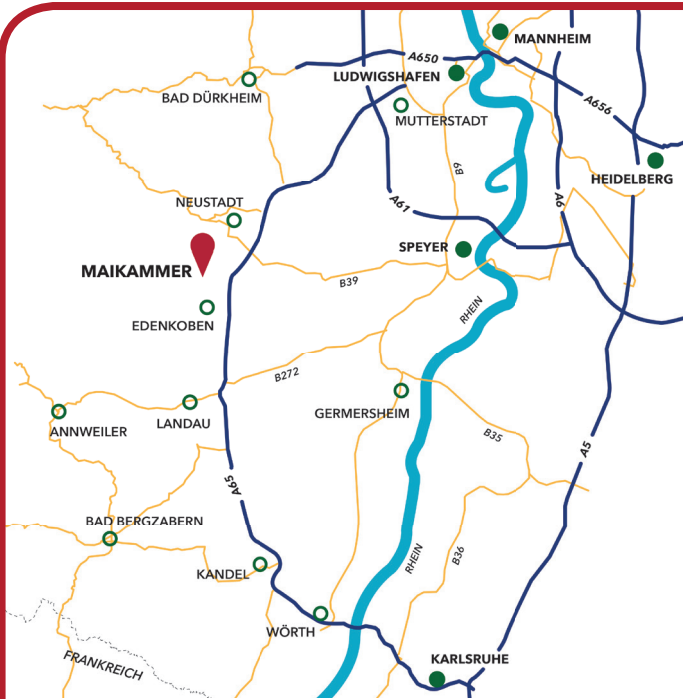 MANNHEIM
A650
LUDWIGSHAFEN
BAD DÜRKHEIM
A656
MUTTERSTADT
B9
HEIDELBERG
NEUSTADT
A61
A6
SPEYER
MAIKAMMER
B39
RHEIN
EDENKOBEN
B272
GERMERSHEIM
LANDAU
ANNWEILER
B35
A5
A65
BAD BERGZABERN
RHEIN
B36
KANDEL
WÖRTH
KARLSRUHE
FRANKREICH